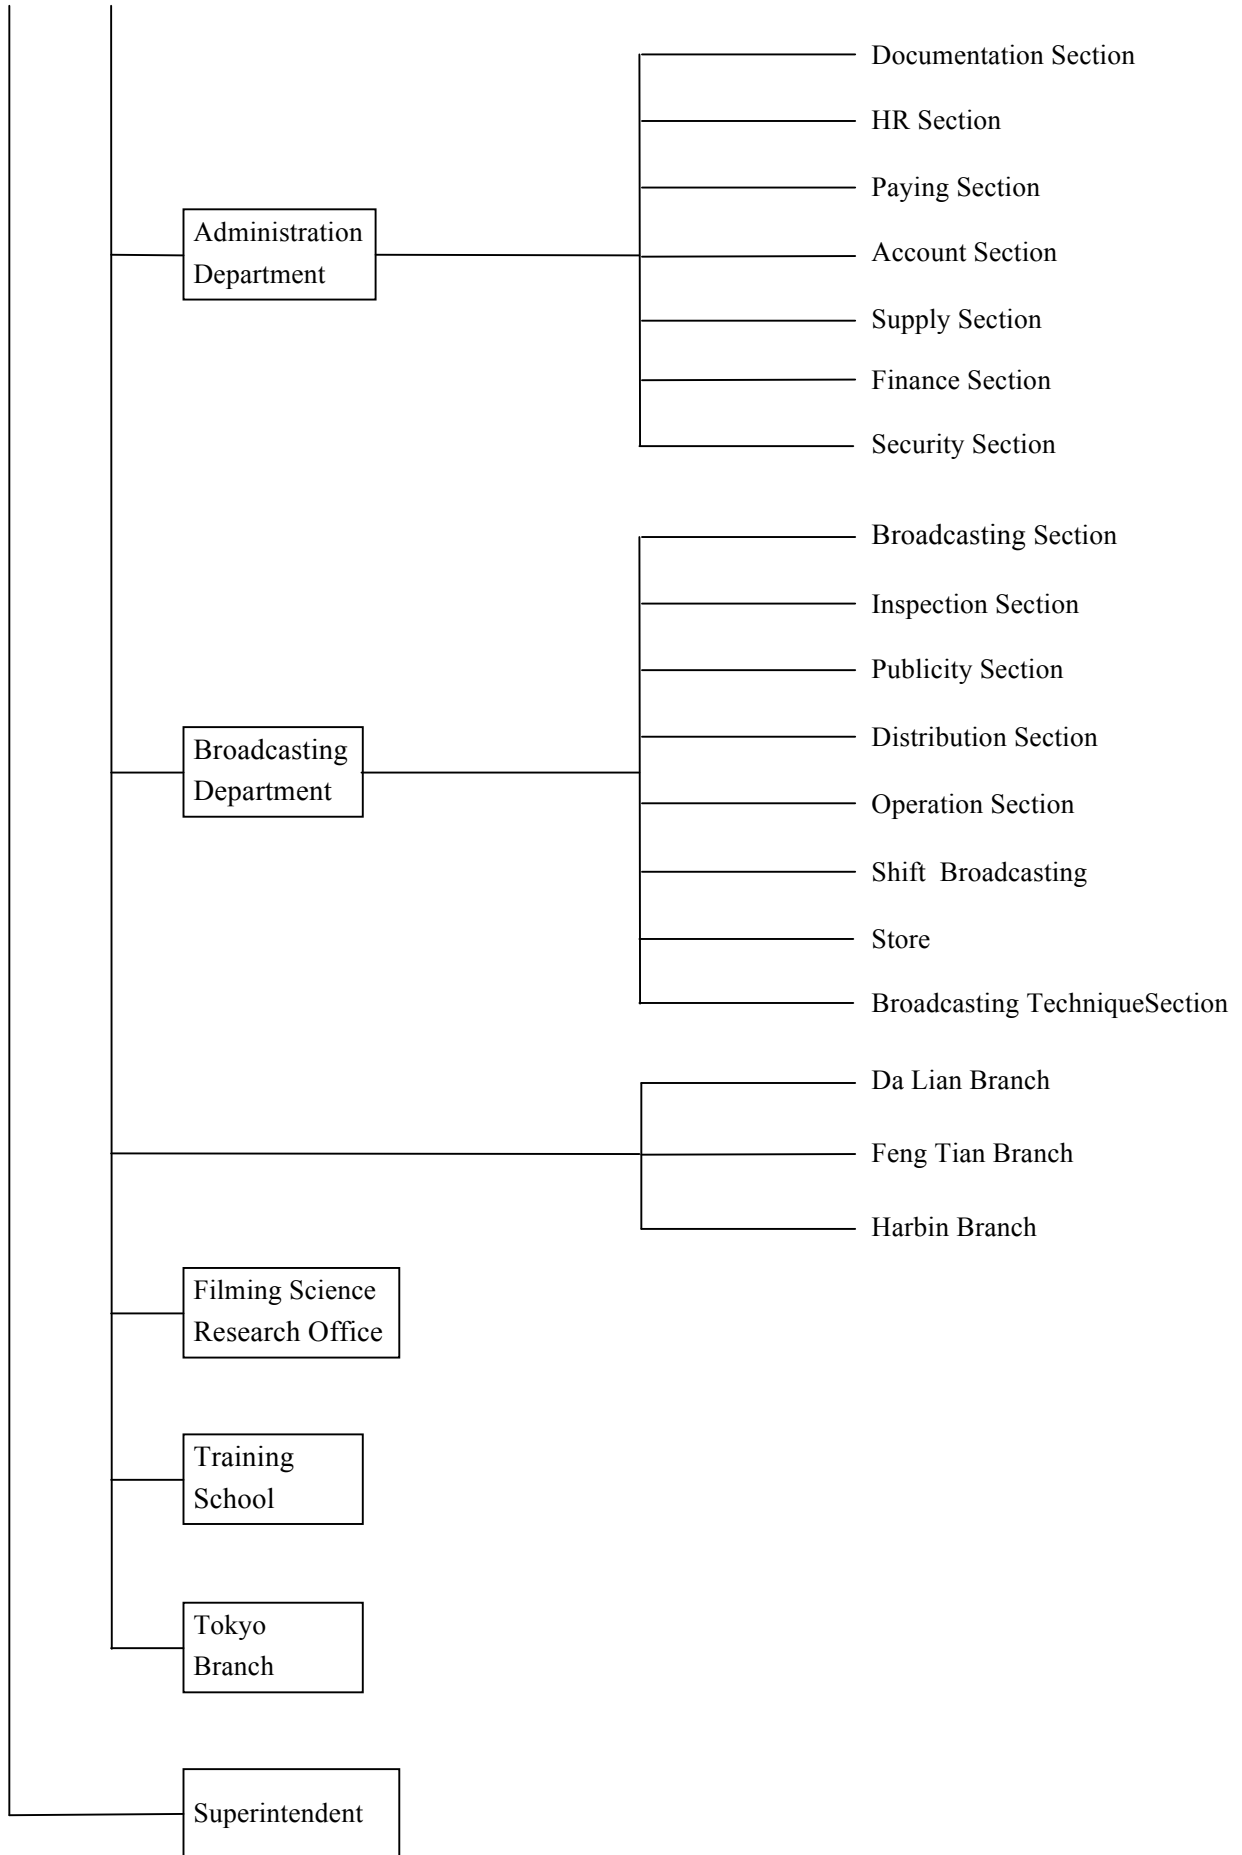 Documentation Section
HR Section
Paying Section
Administration
Department
Account Section
Supply Section
Finance Section
Security Section
Broadcasting Section
Inspection Section
Publicity Section
Broadcasting
Department
Distribution Section
Operation Section
Shift  Broadcasting
Store
Broadcasting TechniqueSection
Da Lian Branch
Feng Tian Branch
Harbin Branch
Filming Science
Research Office
Training
School
Tokyo
Branch
Superintendent